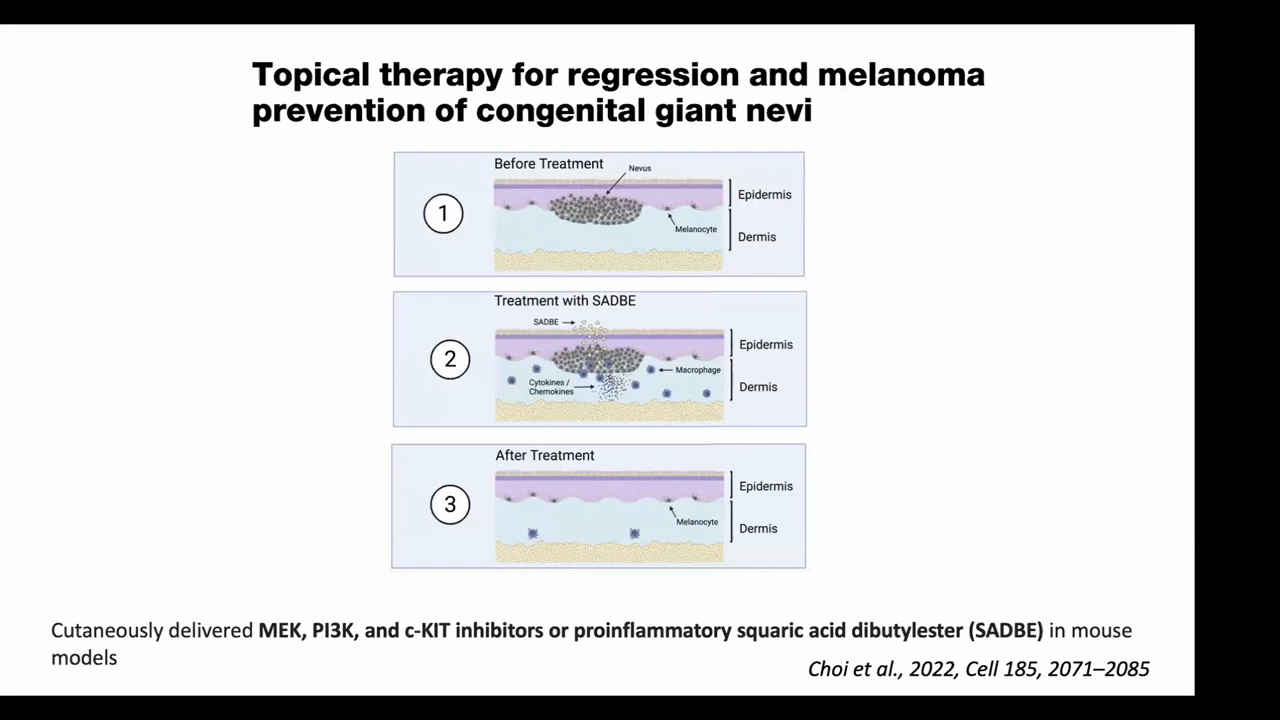 Topical therapy for regression and melanoma
prevention of congenital giant nevi
Before Treatment
Nevus
1
Epidermis
Melanocyte
Dermis
Treatment with SADBE
SADBE
2
Epidermis
Macrophage
Cytokines /
Chemokines
Dermis
After Treatment
3
Epidermis
Melanocyte
Dermis
Cutaneously delivered MEK, PI3K, and c-KIT inhibitors or proinflammatory squaric acid dibutylester (SADBE) in mouse
models
Choi et al., 2022, Cell 185, 2071–2085